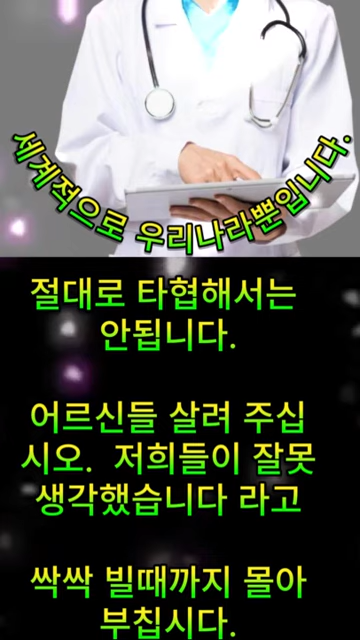 세계적으로 우리나라뿐입니다.
절대로 타협해서는
안됩니다.
어르신들 살려 주십
시오. 저희들이 잘못
생각했습니다 라고
싹싹 빌때까지 몰아
부칩시다.